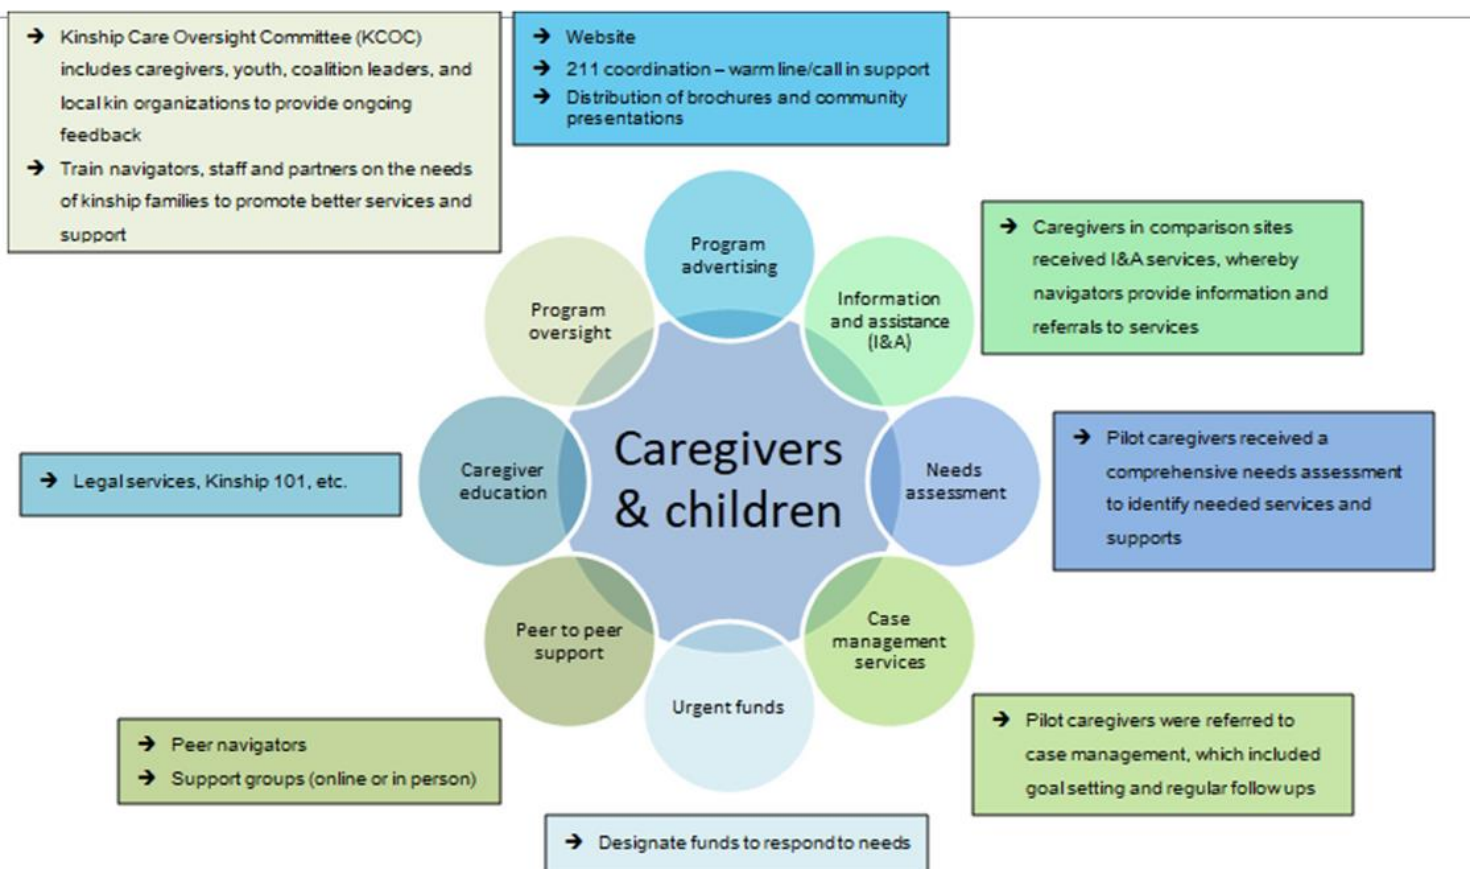 → Kinship Care Oversight Committee (KCOC)
includes caregivers, youth, coalition leaders, and
local kin organizations to provide ongoing
feedback
→ Train navigators, staff and partners on the needs
of kinship families to promote better services and
support
→ Website
→ 211 coordination – warm line/call in support
→ Distribution of brochures and community
presentations
Program
advertising
Information
and assistance
(I&A)
→ Caregivers in comparison sites
received I&A services, whereby
navigators provide information and
referrals to services
Program
oversight
Caregivers
& children
Needs
assessment
→ Pilot caregivers received a
comprehensive needs assessment
to identify needed services and
supports
Caregiver
education
→ Legal services, Kinship 101, etc.
Case
management
services
→ Pilot caregivers were referred to
case management, which included
goal setting and regular follow ups
Peer to peer
support
→ Peer navigators
→ Support groups (online or in person)
Urgent funds
→ Designate funds to respond to needs